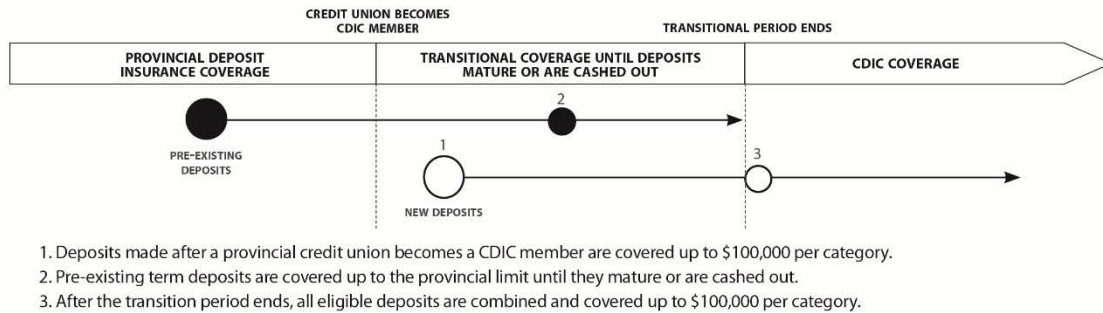 CREDIT UNION BECOMES
CDIC MEMBER
TRANSITIONAL PERIOD ENDS
PROVINCIAL DEPOSIT
INSURANCE COVERAGE
TRANSITIONAL COVERAGE UNTIL DEPOSITS
MATURE OR ARE CASHED OUT
CDIC COVERAGE
2
PRE-EXISTING
DEPOSITS
1
3
NEW DEPOSITS
1. Deposits made after a provincial credit union becomes a CDIC member are covered up to $100,000 per category.
2. Pre-existing term deposits are covered up to the provincial limit until they mature or are cashed out.
3. After the transition period ends, all eligible deposits are combined and covered up to $100,000 per category.